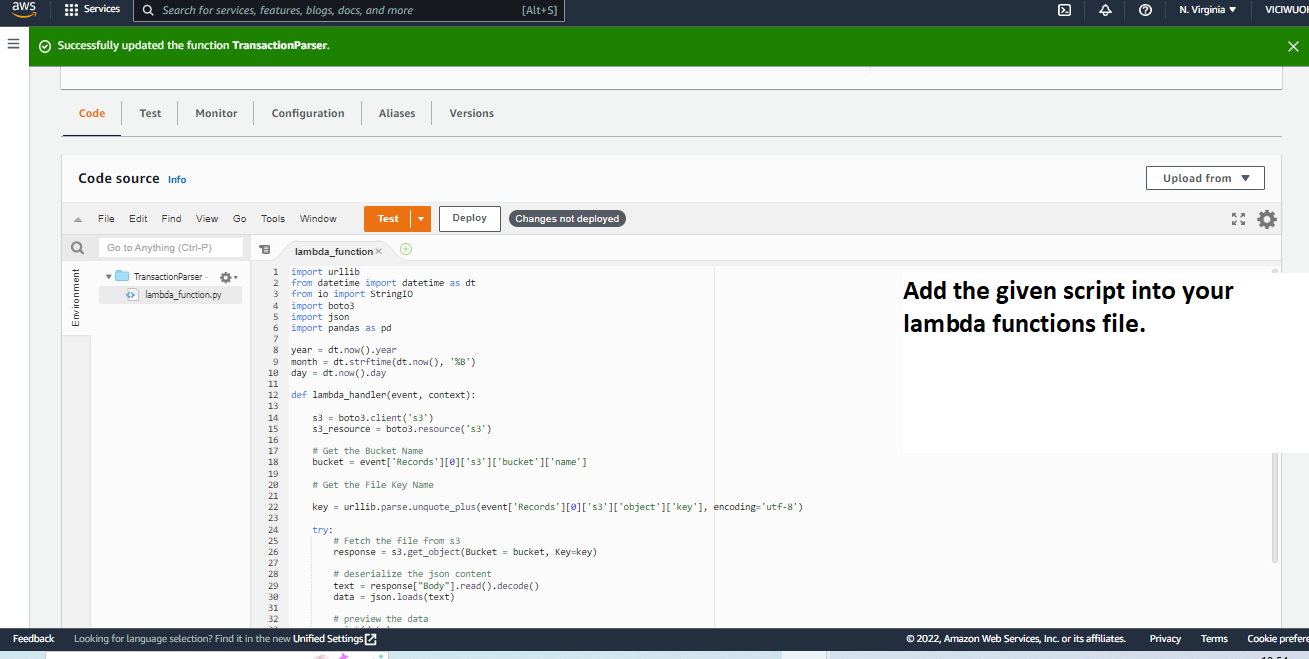 aws
Services
Search for services, features, blogs, docs, and more
[Alt+S]
N. Virginia
Successfully updated the function TransactionParser.
Code
Test
Monitor
Configuration
Aliases
Versions
Code source
Info
Upload from
File Edit Find View Go Tools Window
Test
Deploy
Changes not deployed
Go to Anything (Ctrl-P)
lambda_function
Environment
TransactionParser
lambda_function.py
Add the given script into your
lambda functions file.
1 import urllib
2 from datetime import datetime as dt
3 from io import StringIO
4 import boto3
5 import json
6 import pandas as pd
7
8 year = dt.now().year
9 month = dt.strftime(dt.now(), '%B')
10 day = dt.now().day
11
12 def lambda_handler(event, context):
13
14 s3 = boto3.client('s3')
15 s3_resource = boto3.resource('s3')
16
17 # Get the Bucket Name
18 bucket = event['Records'][0]['s3']['bucket']['name']
19
20 # Get the File Key Name
21
22 key = urllib.parse.unquote_plus(event['Records'][0]['s3']['object']['key'], encoding='utf-8')
23
24 try:
25 # Fetch the file from s3
26 response = s3.get_object(Bucket = bucket, Key=key)
27
28 # deserialize the json content
29 text = response["Body"].read().decode()
30 data = json.loads(text)
31
32 # preview the data
Feedback
Looking for language selection? Find it in the new Unified Settings
© 2022, Amazon Web Services, Inc. or its affiliates.
Privacy
Terms
Cookie prefere